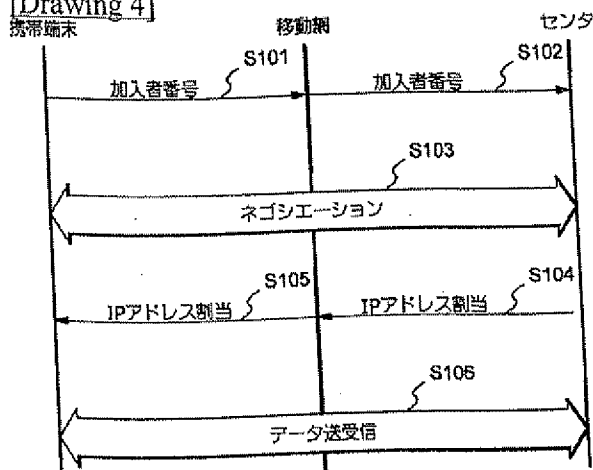 [Drawing 4]
携帯端末 移動網 センタ
S101 S102
加入者番号 加入者番号
S103
ネゴシエーション
S105 S104
IPアドレス割当 IPアドレス割当
S106
データ送受信